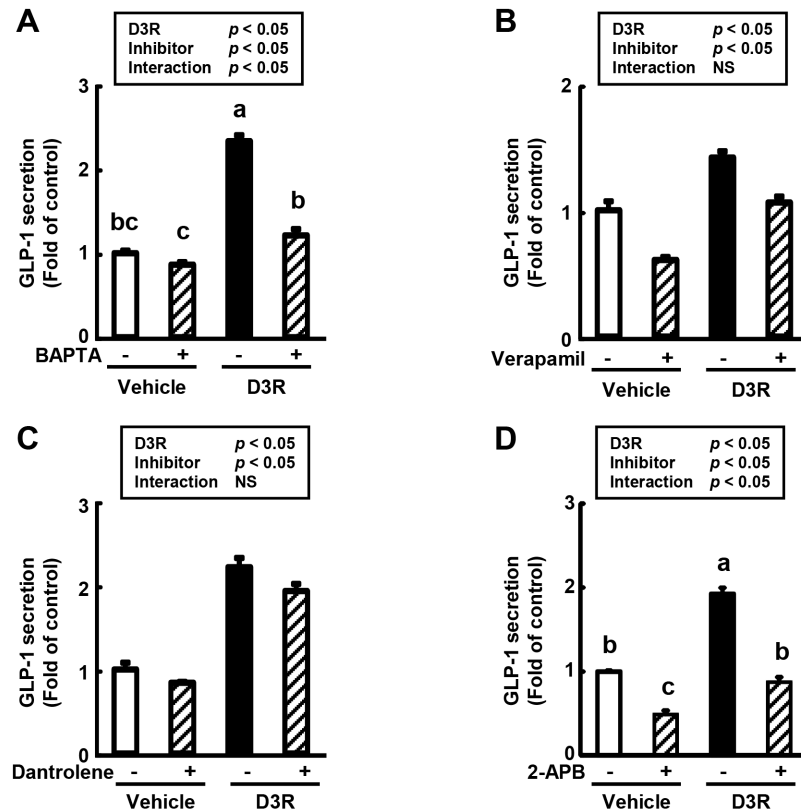 A
D3R p < 0.05
Inhibitor p < 0.05
Interaction p < 0.05
GLP-1 secretion
(Fold of control)
3
2
1
0
bc
c
a
b
BAPTA - + - +
Vehicle D3R
B
D3R p < 0.05
Inhibitor p < 0.05
Interaction NS
GLP-1 secretion
(Fold of control)
2
1
0
Verapamil - + - +
Vehicle D3R
C
D3R p < 0.05
Inhibitor p < 0.05
Interaction NS
GLP-1 secretion
(Fold of control)
3
2
1
0
Dantrolene - + - +
Vehicle D3R
D
D3R p < 0.05
Inhibitor p < 0.05
Interaction p < 0.05
GLP-1 secretion
(Fold of control)
3
2
1
0
b
c
a
b
2-APB - + - +
Vehicle D3R